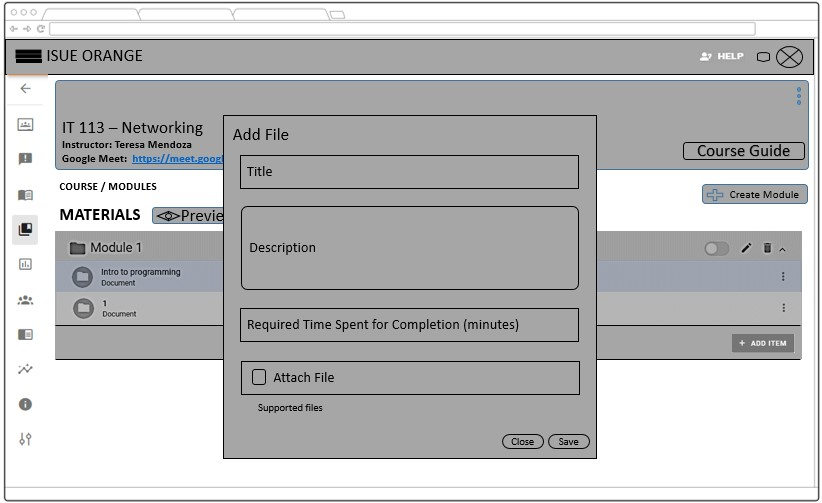 ISUE ORANGE
HELP
IT 113 – Networking
Instructor: Teresa Mendoza
Google Meet: https://meet.googl
Course Guide
COURSE / MODULES
Create Module
MATERIALS
Previe
Module 1
Intro to programming
Document
1
Document
+ ADD ITEM
Add File
Title
Description
Required Time Spent for Completion (minutes)
Attach File
Supported files
Close
Save